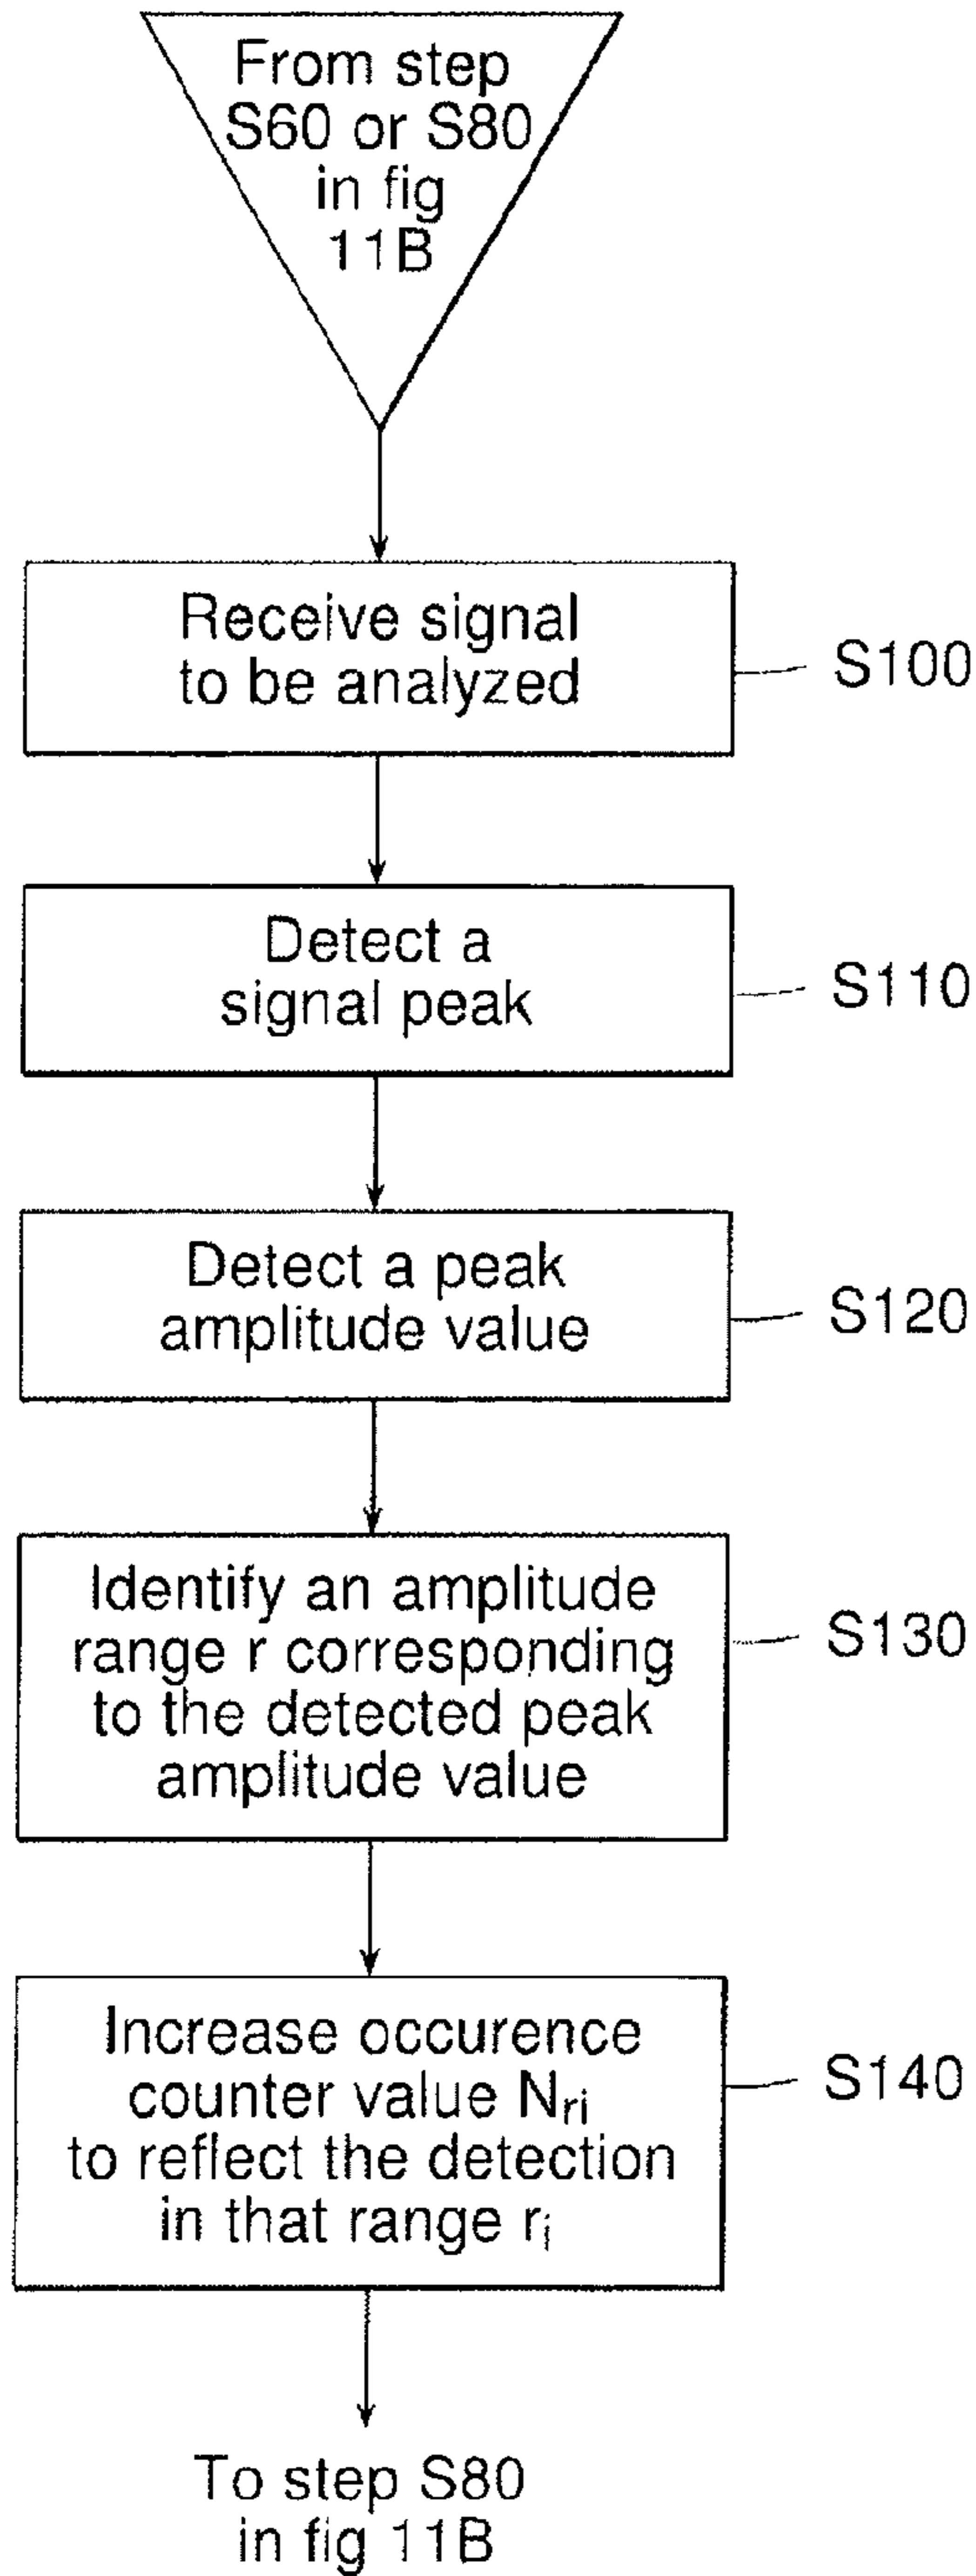 From step
S60 or S80
in fig
11B
Receive signal
to be analyzed
S100
Detect a
signal peak
S110
Detect a peak
amplitude value
S120
Identify an amplitude
range r corresponding
to the detected peak
amplitude value
S130
Increase occurence
counter value Nri
to reflect the detection
in that range ri
S140
To step S80
in fig 11B